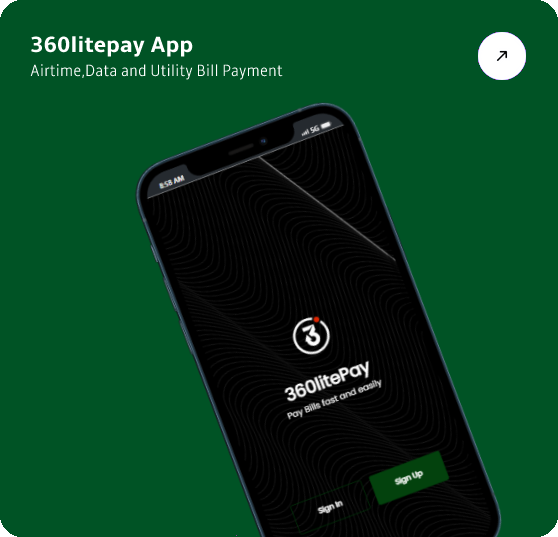 360litepay App
Airtime,Data and Utility Bill Payment
8:58 AM
5G
3
360litePay
Pay Bills fast and easily
Sign In
Sign Up